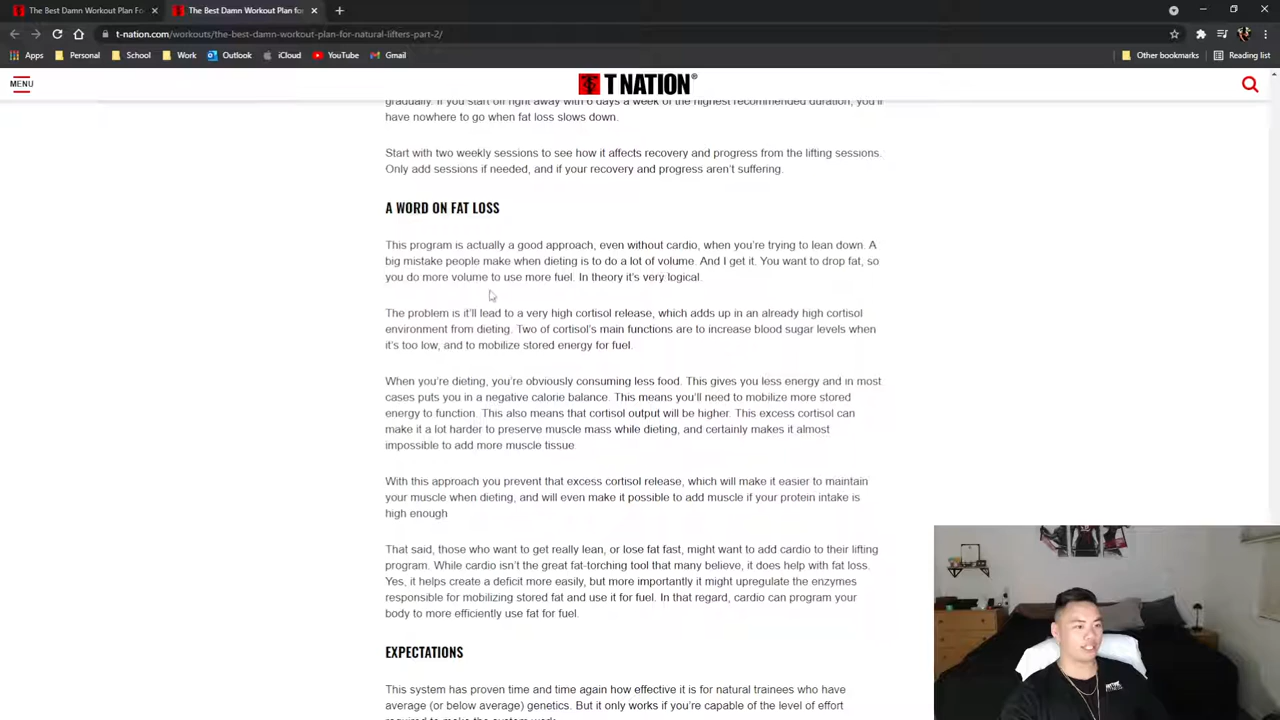 The Best Damn Workout Plan For
The Best Damn Workout Plan for
t-nation.com/workouts/the-best-damn-workout-plan-for-natural-lifters-part-2/
Apps Personal School Work Outlook iCloud YouTube Gmail Other bookmarks Reading list
MENU
T NATION®
gradually. If you start off right away with 6 days a week of the highest recommended duration, you'll
have nowhere to go when fat loss slows down.
Start with two weekly sessions to see how it affects recovery and progress from the lifting sessions.
Only add sessions if needed, and if your recovery and progress aren't suffering.
A WORD ON FAT LOSS
This program is actually a good approach, even without cardio, when you're trying to lean down. A
big mistake people make when dieting is to do a lot of volume. And I get it. You want to drop fat, so
you do more volume to use more fuel. In theory it's very logical.
The problem is it'll lead to a very high cortisol release, which adds up in an already high cortisol
environment from dieting. Two of cortisol's main functions are to increase blood sugar levels when
it's too low, and to mobilize stored energy for fuel.
When you're dieting, you're obviously consuming less food. This gives you less energy and in most
cases puts you in a negative calorie balance. This means you'll need to mobilize more stored
energy to function. This also means that cortisol output will be higher. This excess cortisol can
make it a lot harder to preserve muscle mass while dieting, and certainly makes it almost
impossible to add more muscle tissue
With this approach you prevent that excess cortisol release, which will make it easier to maintain
your muscle when dieting, and will even make it possible to add muscle if your protein intake is
high enough
That said, those who want to get really lean, or lose fat fast, might want to add cardio to their lifting
program. While cardio isn't the great fat-torching tool that many believe, it does help with fat loss.
Yes, it helps create a deficit more easily, but more importantly it might upregulate the enzymes
responsible for mobilizing stored fat and use it for fuel. In that regard, cardio can program your
body to more efficiently use fat for fuel.
EXPECTATIONS
This system has proven time and time again how effective it is for natural trainees who have
average (or below average) genetics. But it only works if you're capable of the level of effort
required to make the system work